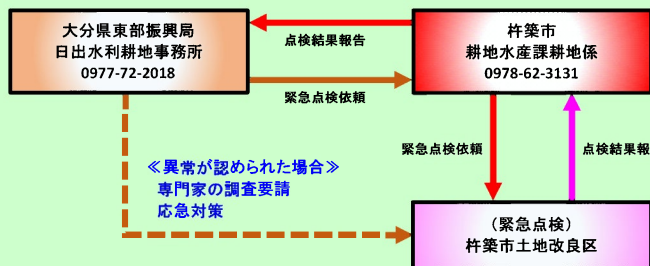 大分県東部振興局
日出水利耕地事務所
0977-72-2018
点検結果報告
緊急点検依頼
杵築市
耕地水産課耕地係
0978-62-3131
緊急点検依頼
点検結果報
≪異常が認められた場合≫
専門家の調査要請
応急対策
（緊急点検）
杵築市土地改良区